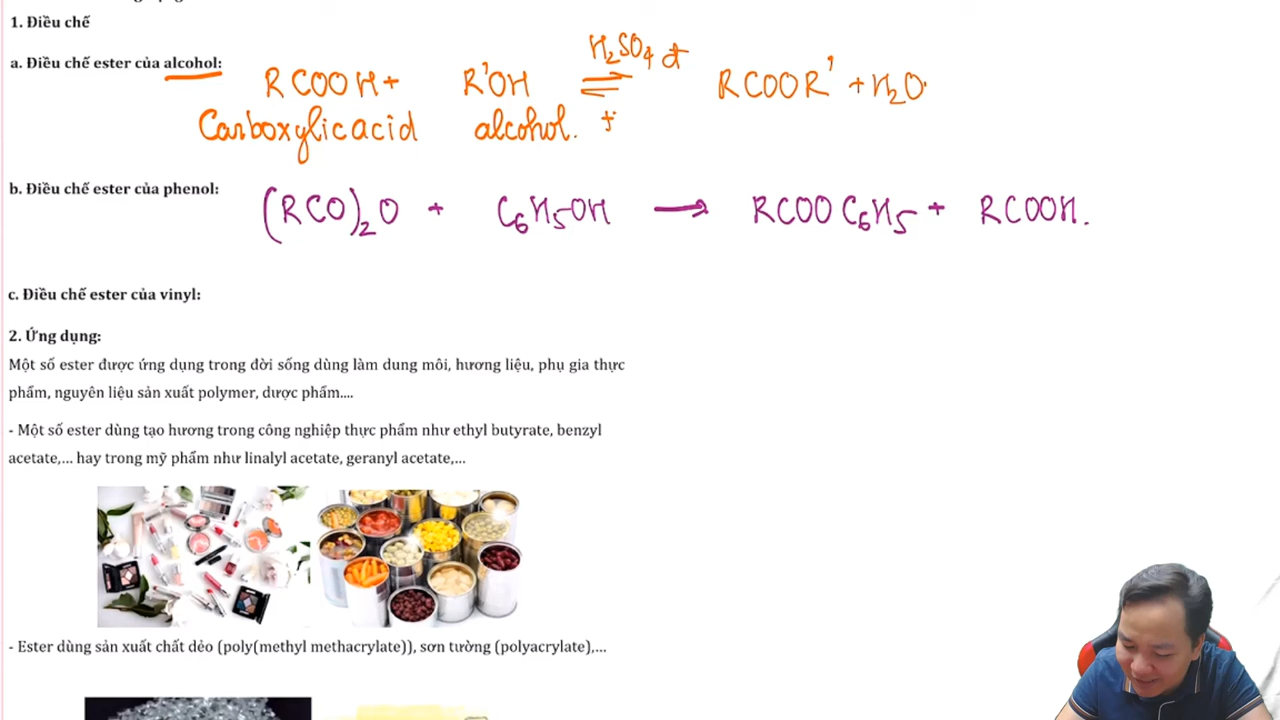 1. Điều chế
a. Điều chế ester của alcohol:
H₂SO₄ đ
RCOOH + R'OH ⇌ RCOOR' + H₂O.
Carboxylic acid alcohol.
b. Điều chế ester của phenol:
(RCO)₂O + C₆H₅OH → RCOOC₆H₅ + RCOOH.
c. Điều chế ester của vinyl:
2. Ứng dụng:
Một số ester được ứng dụng trong đời sống dùng làm dung môi, hương liệu, phụ gia thực
phẩm, nguyên liệu sản xuất polymer, dược phẩm....
- Một số ester dùng tạo hương trong công nghiệp thực phẩm như ethyl butyrate, benzyl
acetate,... hay trong mỹ phẩm như linalyl acetate, geranyl acetate,...
- Ester dùng sản xuất chất dẻo (poly(methyl methacrylate)), sơn tường (polyacrylate),...